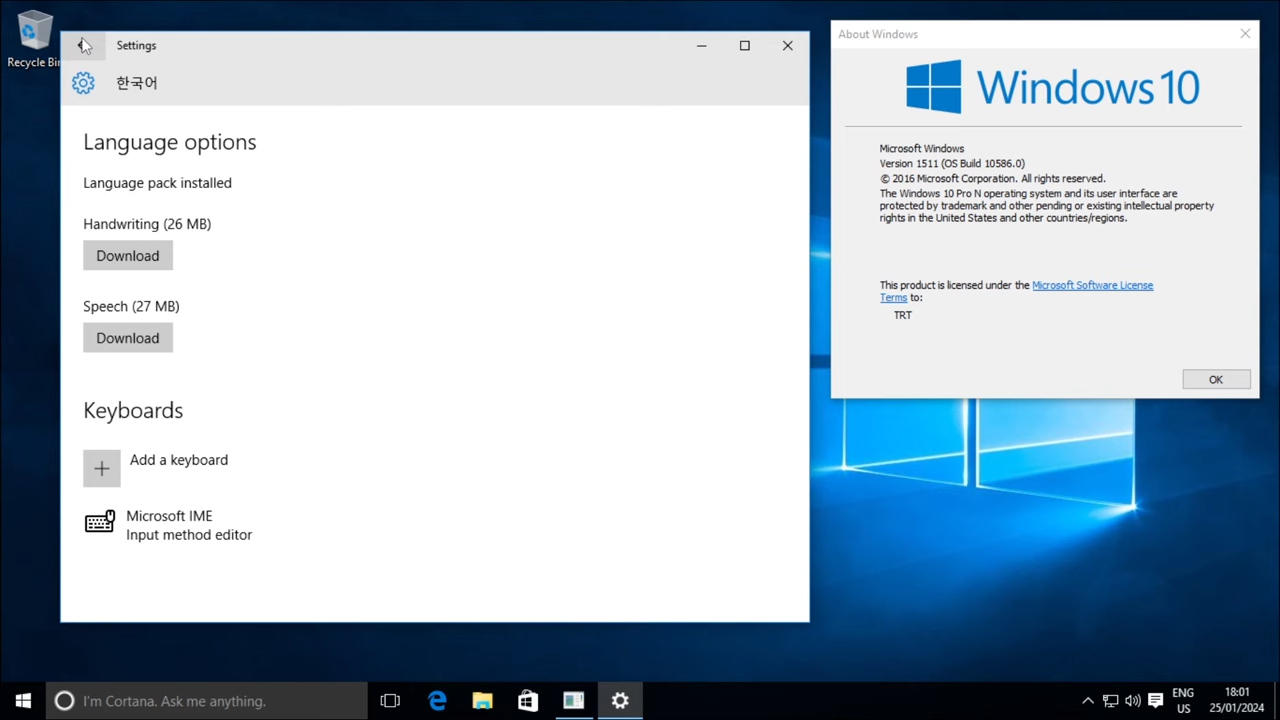 Recycle Bin
Settings
한국어
Language options
Language pack installed
Handwriting (26 MB)
Download
Speech (27 MB)
Download
Keyboards
Add a keyboard
Microsoft IME
Input method editor
About Windows
Windows 10
Microsoft Windows
Version 1511 (OS Build 10586.0)
© 2016 Microsoft Corporation. All rights reserved.
The Windows 10 Pro N operating system and its user interface are
protected by trademark and other pending or existing intellectual property
rights in the United States and other countries/regions.
This product is licensed under the Microsoft Software License
Terms to:
TRT
OK
I'm Cortana. Ask me anything.
ENG
US
18:01
25/01/2024